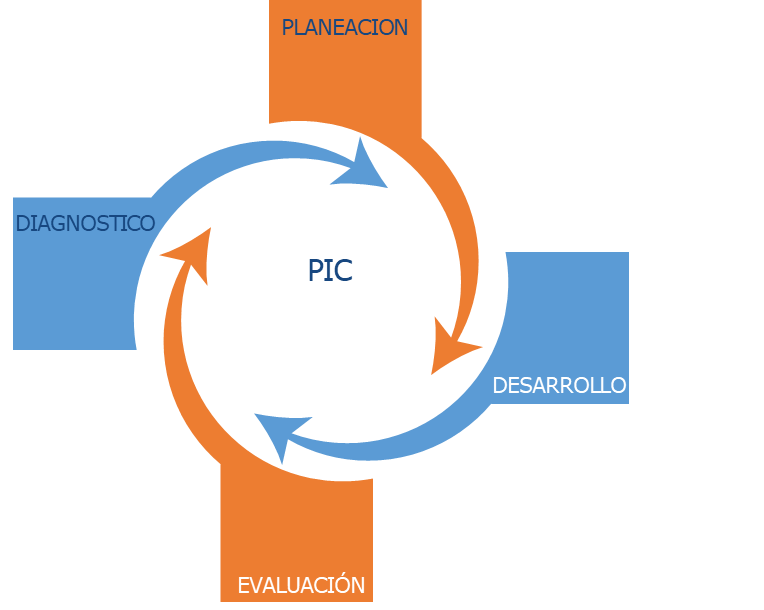 PLANEACION
DIAGNOSTICO
PIC
DESARROLLO
EVALUACIÓN